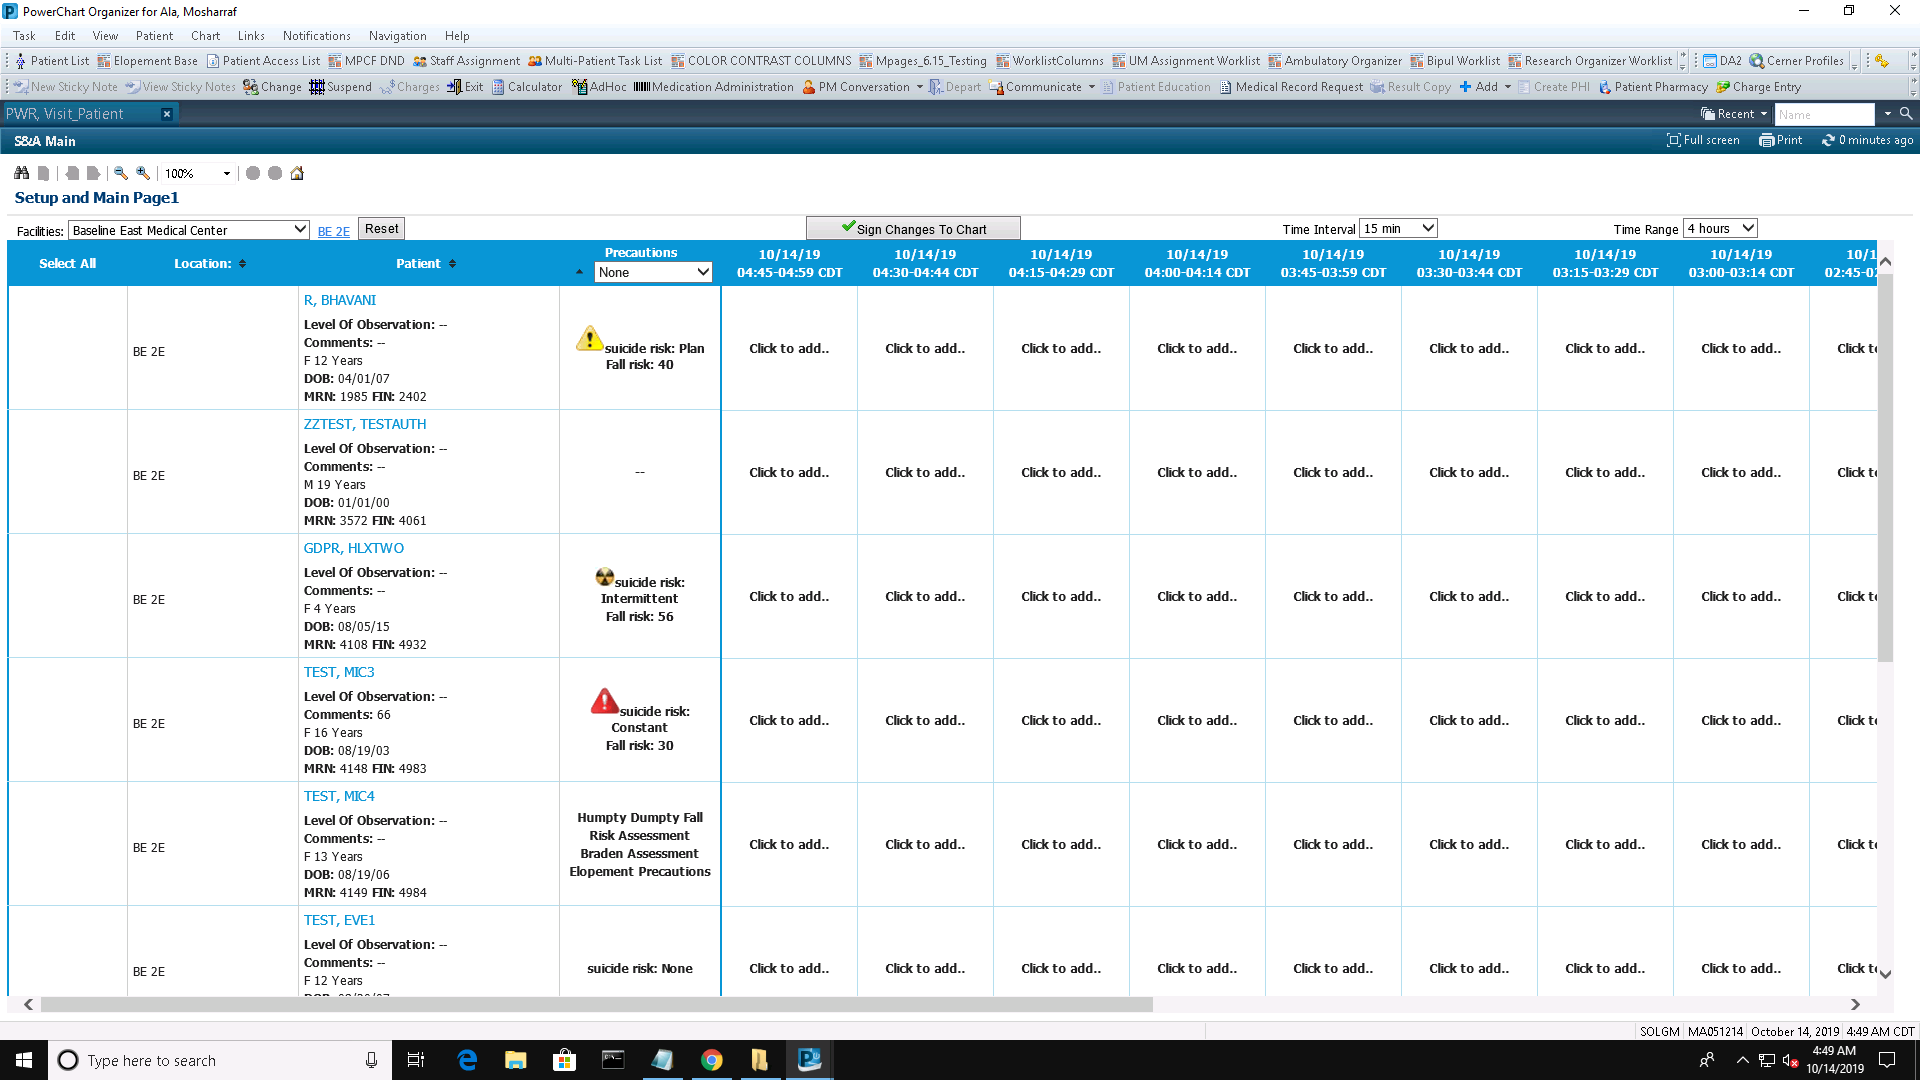 PowerChart Organizer for Ala, Mosharraf
Task Edit View Patient Chart Links Notifications Navigation Help
Patient List Elopement Base Patient Access List MPCF DND Staff Assignment Multi-Patient Task List COLOR CONTRAST COLUMNS Mpages_6.15_Testing WorklistColumns UM Assignment Worklist Ambulatory Organizer Bipul Worklist Research Organizer Worklist DA2 Cerner Profiles
New Sticky Note View Sticky Notes Change Suspend Charges Exit Calculator AdHoc Medication Administration PM Conversation Depart Communicate Patient Education Medical Record Request Result Copy Add Create PHI Patient Pharmacy Charge Entry
PWR, Visit_Patient x Recent Name
S&A Main Full screen Print 0 minutes ago
100%
Setup and Main Page1
Facilities: Baseline East Medical Center BE 2E Reset Sign Changes To Chart Time Interval 15 min Time Range 4 hours
Select All Location: Patient Precautions None
10/14/19 10/14/19 10/14/19 10/14/19 10/14/19 10/14/19 10/14/19 10/14/19 10/1
04:45-04:59 CDT 04:30-04:44 CDT 04:15-04:29 CDT 04:00-04:14 CDT 03:45-03:59 CDT 03:30-03:44 CDT 03:15-03:29 CDT 03:00-03:14 CDT 02:45-02
BE 2E
R, BHAVANI
Level Of Observation: --
Comments: --
F 12 Years
DOB: 04/01/07
MRN: 1985 FIN: 2402
suicide risk: Plan
Fall risk: 40
Click to add.. Click to add.. Click to add.. Click to add.. Click to add.. Click to add.. Click to add.. Click to add.. Click to
BE 2E
ZZTEST, TESTAUTH
Level Of Observation: --
Comments: --
M 19 Years
DOB: 01/01/00
MRN: 3572 FIN: 4061
--
Click to add.. Click to add.. Click to add.. Click to add.. Click to add.. Click to add.. Click to add.. Click to add.. Click to
BE 2E
GDPR, HLXTWO
Level Of Observation: --
Comments: --
F 4 Years
DOB: 08/05/15
MRN: 4108 FIN: 4932
suicide risk:
Intermittent
Fall risk: 56
Click to add.. Click to add.. Click to add.. Click to add.. Click to add.. Click to add.. Click to add.. Click to add.. Click to
BE 2E
TEST, MIC3
Level Of Observation: --
Comments: 66
F 16 Years
DOB: 08/19/03
MRN: 4148 FIN: 4983
suicide risk:
Constant
Fall risk: 30
Click to add.. Click to add.. Click to add.. Click to add.. Click to add.. Click to add.. Click to add.. Click to add.. Click to
BE 2E
TEST, MIC4
Level Of Observation: --
Comments: --
F 13 Years
DOB: 08/19/06
MRN: 4149 FIN: 4984
Humpty Dumpty Fall
Risk Assessment
Braden Assessment
Elopement Precautions
Click to add.. Click to add.. Click to add.. Click to add.. Click to add.. Click to add.. Click to add.. Click to add.. Click to
BE 2E
TEST, EVE1
Level Of Observation: --
Comments: --
F 12 Years
suicide risk: None
Click to add.. Click to add.. Click to add.. Click to add.. Click to add.. Click to add.. Click to add.. Click to add.. Click to
SOLGM MA051214 October 14, 2019 4:49 AM CDT
Type here to search
4:49 AM
10/14/2019